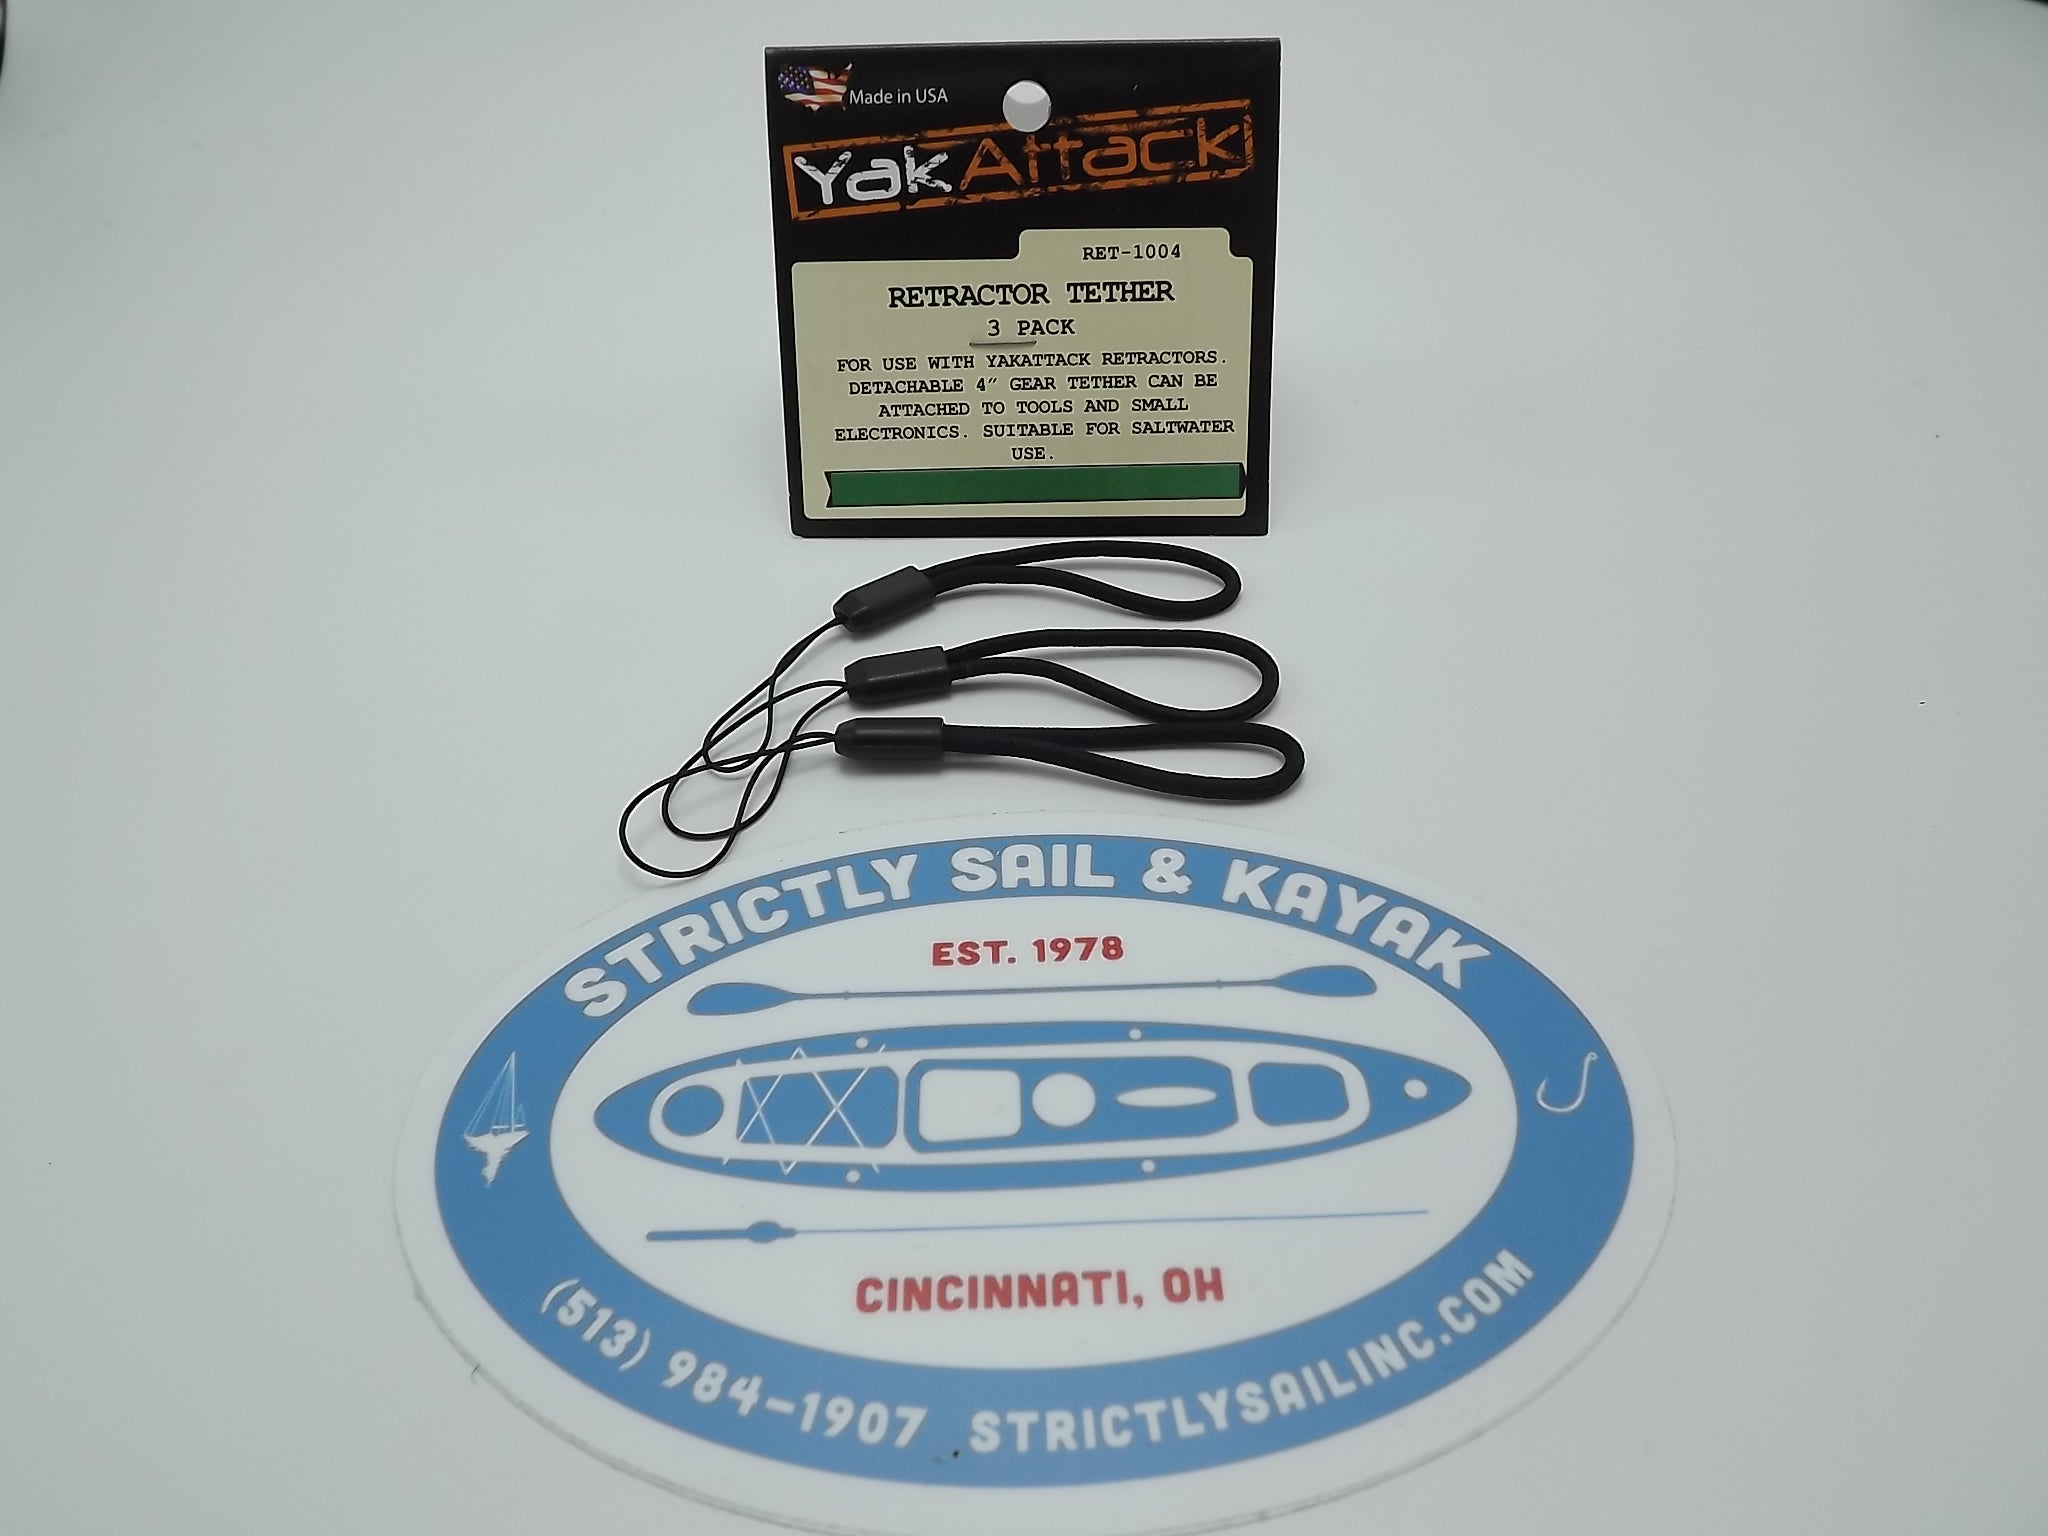 Made in USA
YakAttack
RET-1004
RETRACTOR TETHER
3 PACK
FOR USE WITH YAKATTACK RETRACTORS.
DETACHABLE 4" GEAR TETHER CAN BE
ATTACHED TO TOOLS AND SMALL
ELECTRONICS. SUITABLE FOR SALTWATER
USE.
STRICTLY SAIL & KAYAK
EST. 1978
CINCINNATI, OH
(513) 984-1907 STRICTLYSAILINC.COM